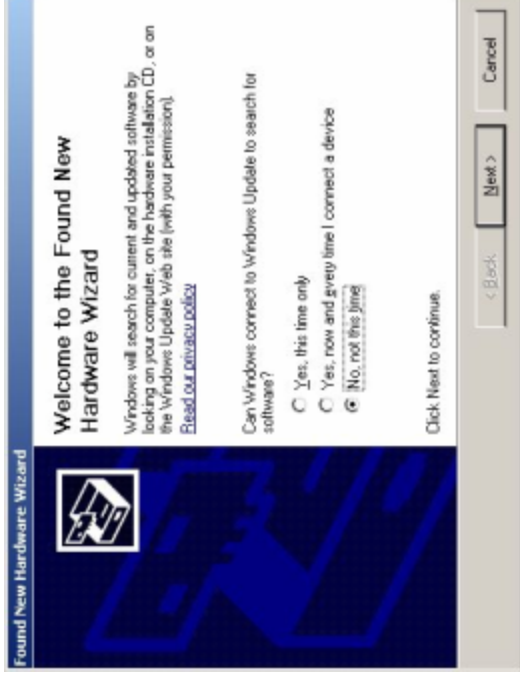 Found New Hardware Wizard
Welcome to the Found New
Hardware Wizard
Windows will search for current and updated software by
looking on your computer, on the hardware installation CD, or on
the Windows Update Web site (with your permission).
Read our privacy policy
Can Windows connect to Windows Update to search for
software?
Yes, this time only
Yes, now and every time I connect a device
No, not this time
Click Next to continue.
< Back
Next >
Cancel